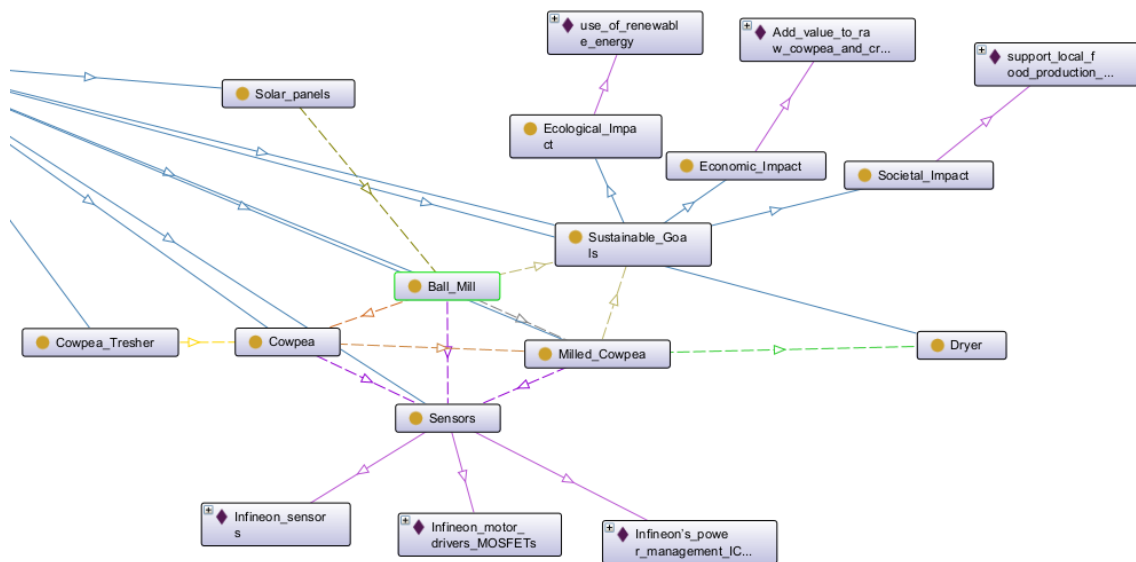 use_of_renewabl
e_energy
Add_value_to_ra
w_cowpea_and_cr...
support_local_f
ood_production_...
Solar_panels
Ecological_Impa
ct
Economic_Impact
Societal_Impact
Sustainable_Goa
ls
Ball_Mill
Cowpea_Tresher
Cowpea
Milled_Cowpea
Dryer
Sensors
Infineon_sensor
s
Infineon_motor_
drivers_MOSFETs
Infineon's_powe
r_management_IC...